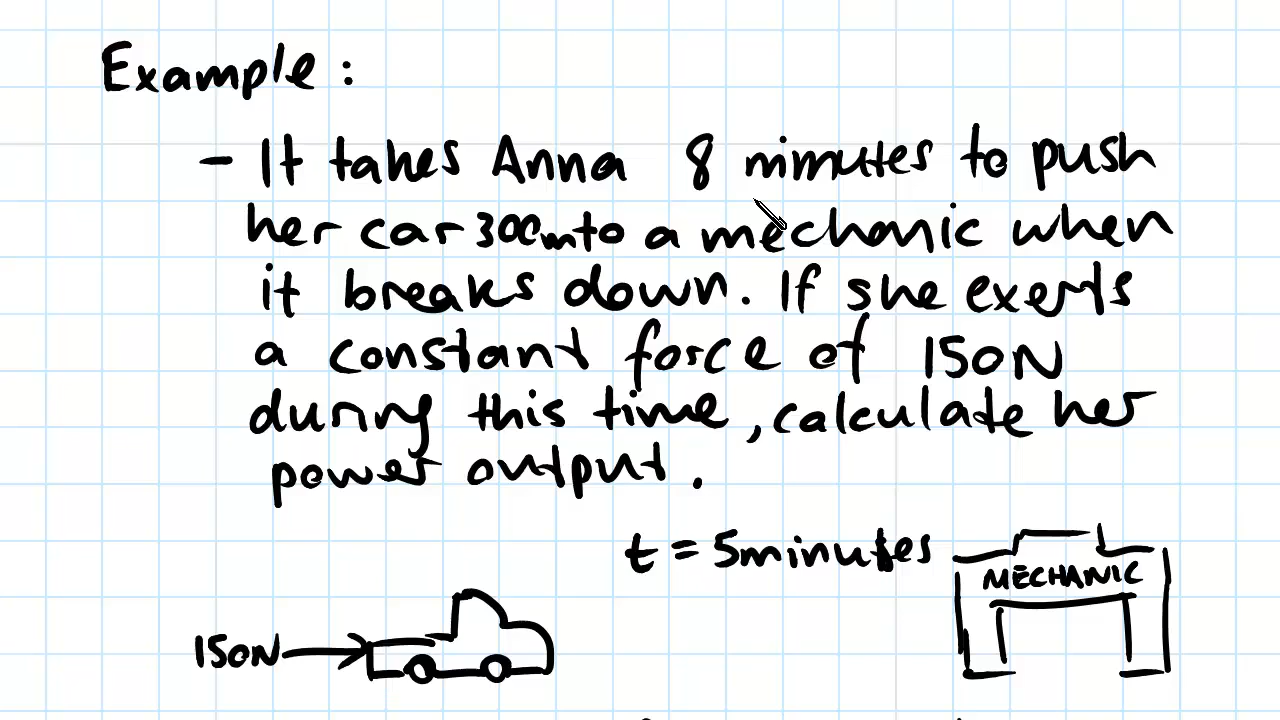 Example :
- It takes Anna 8 minutes to push
her car 300m to a mechanic when
it breaks down. If she exerts
a constant force of 150N
during this time, calculate her
power output.
t = 5minutes
MECHANIC
150N